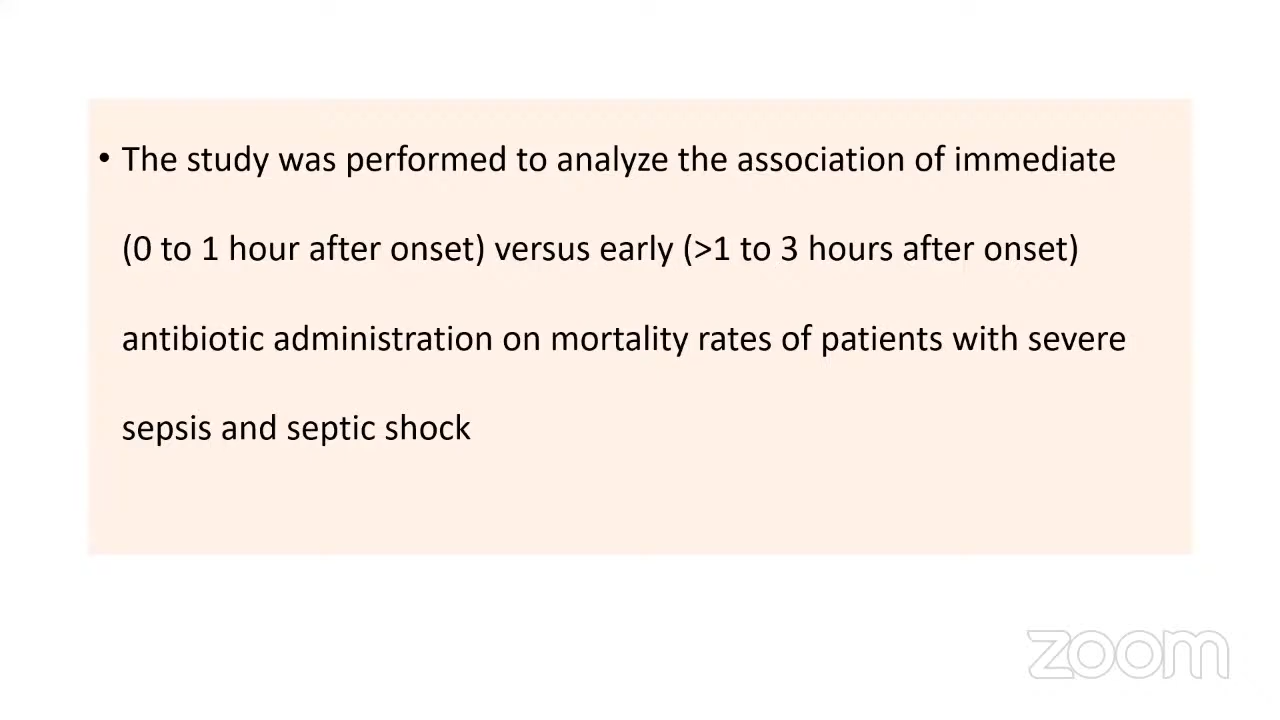 • The study was performed to analyze the association of immediate
(0 to 1 hour after onset) versus early (>1 to 3 hours after onset)
antibiotic administration on mortality rates of patients with severe
sepsis and septic shock
zoom